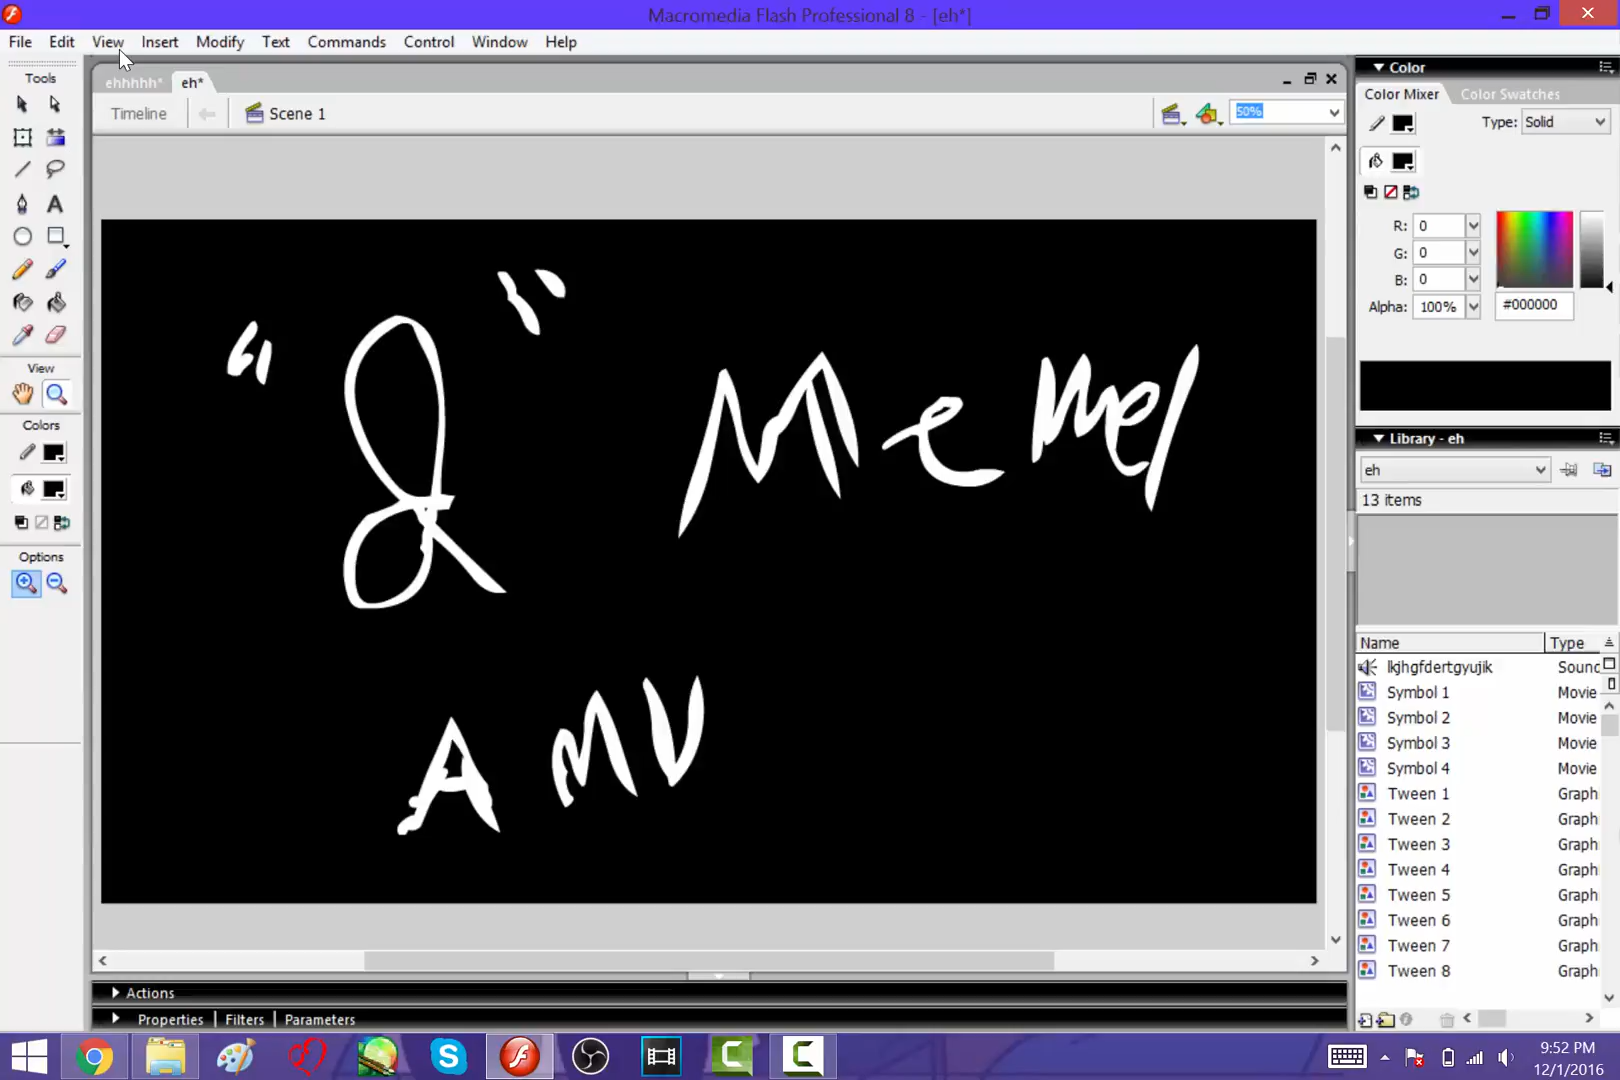 Macromedia Flash Professional 8 - [eh*]
File Edit View Insert Modify Text Commands Control Window Help
Tools
ehhhhh* eh*
Timeline Scene 1 50%
View
Colors
Options
"&" Meme!
AMV
Color
Color Mixer Color Swatches
Type: Solid
R: 0
G: 0
B: 0
Alpha: 100% #000000
Library - eh
eh
13 items
Name Type
lkjhgfdertgyujik Sound
Symbol 1 Movie
Symbol 2 Movie
Symbol 3 Movie
Symbol 4 Movie
Tween 1 Graph
Tween 2 Graph
Tween 3 Graph
Tween 4 Graph
Tween 5 Graph
Tween 6 Graph
Tween 7 Graph
Tween 8 Graph
Actions
Properties Filters Parameters
9:52 PM
12/1/2016